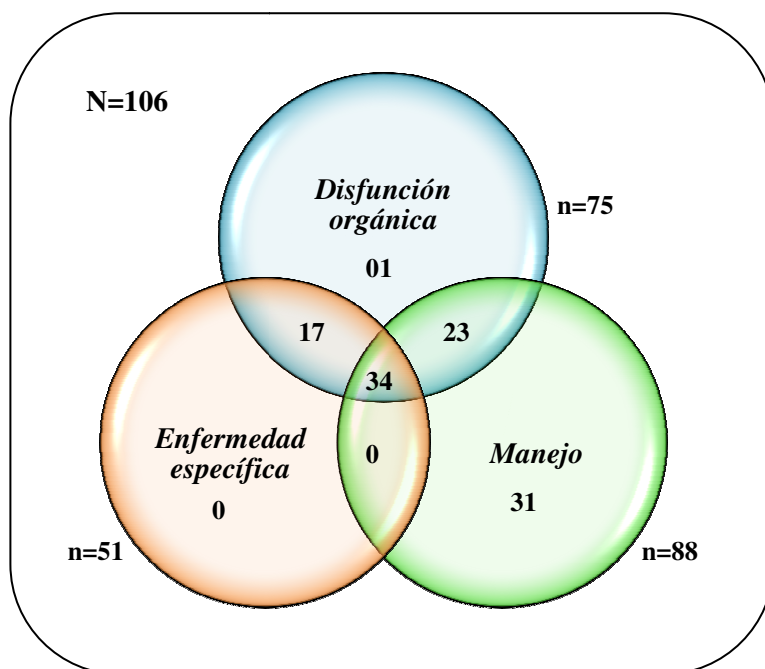 N=106
Disfunción
orgánica
n=75
01
17
23
34
Enfermedad
específica
0
0
Manejo
31
n=51
n=88